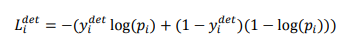 $L_i^{det} = -(y_i^{det} \log(p_i) + (1 - y_i^{det})(1 - \log(p_i)))$